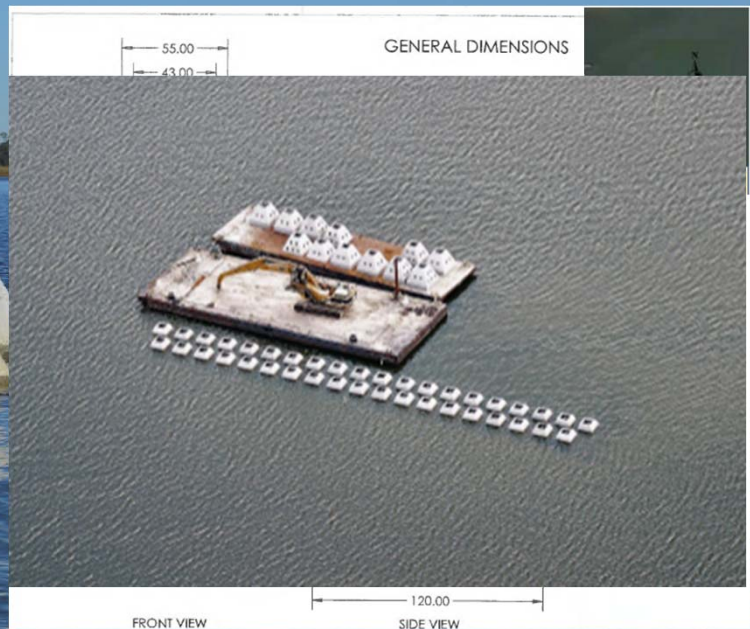 55.00
GENERAL DIMENSIONS
43.00
120.00
FRONT VIEW
SIDE VIEW